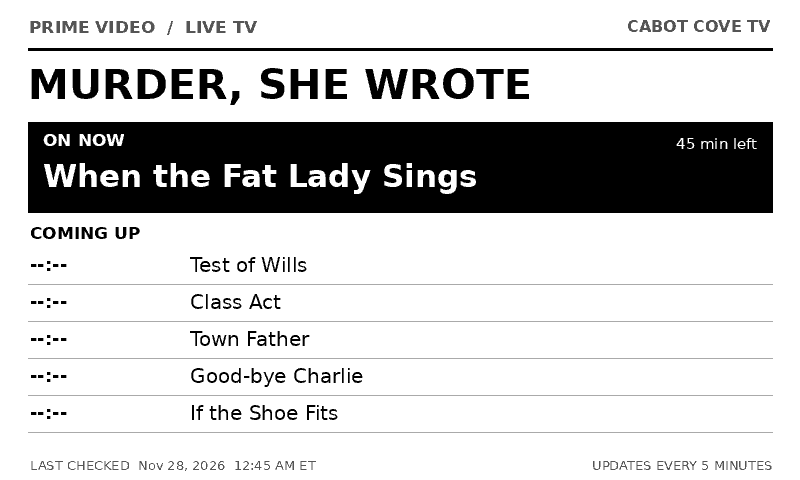 PRIME VIDEO / LIVE TV
CABOT COVE TV
MURDER, SHE WROTE
ON NOW
45 min left
When the Fat Lady Sings
COMING UP
--:-- Test of Wills
--:-- Class Act
--:-- Town Father
--:-- Good-bye Charlie
--:-- If the Shoe Fits
LAST CHECKED Nov 28, 2026 12:45 AM ET
UPDATES EVERY 5 MINUTES